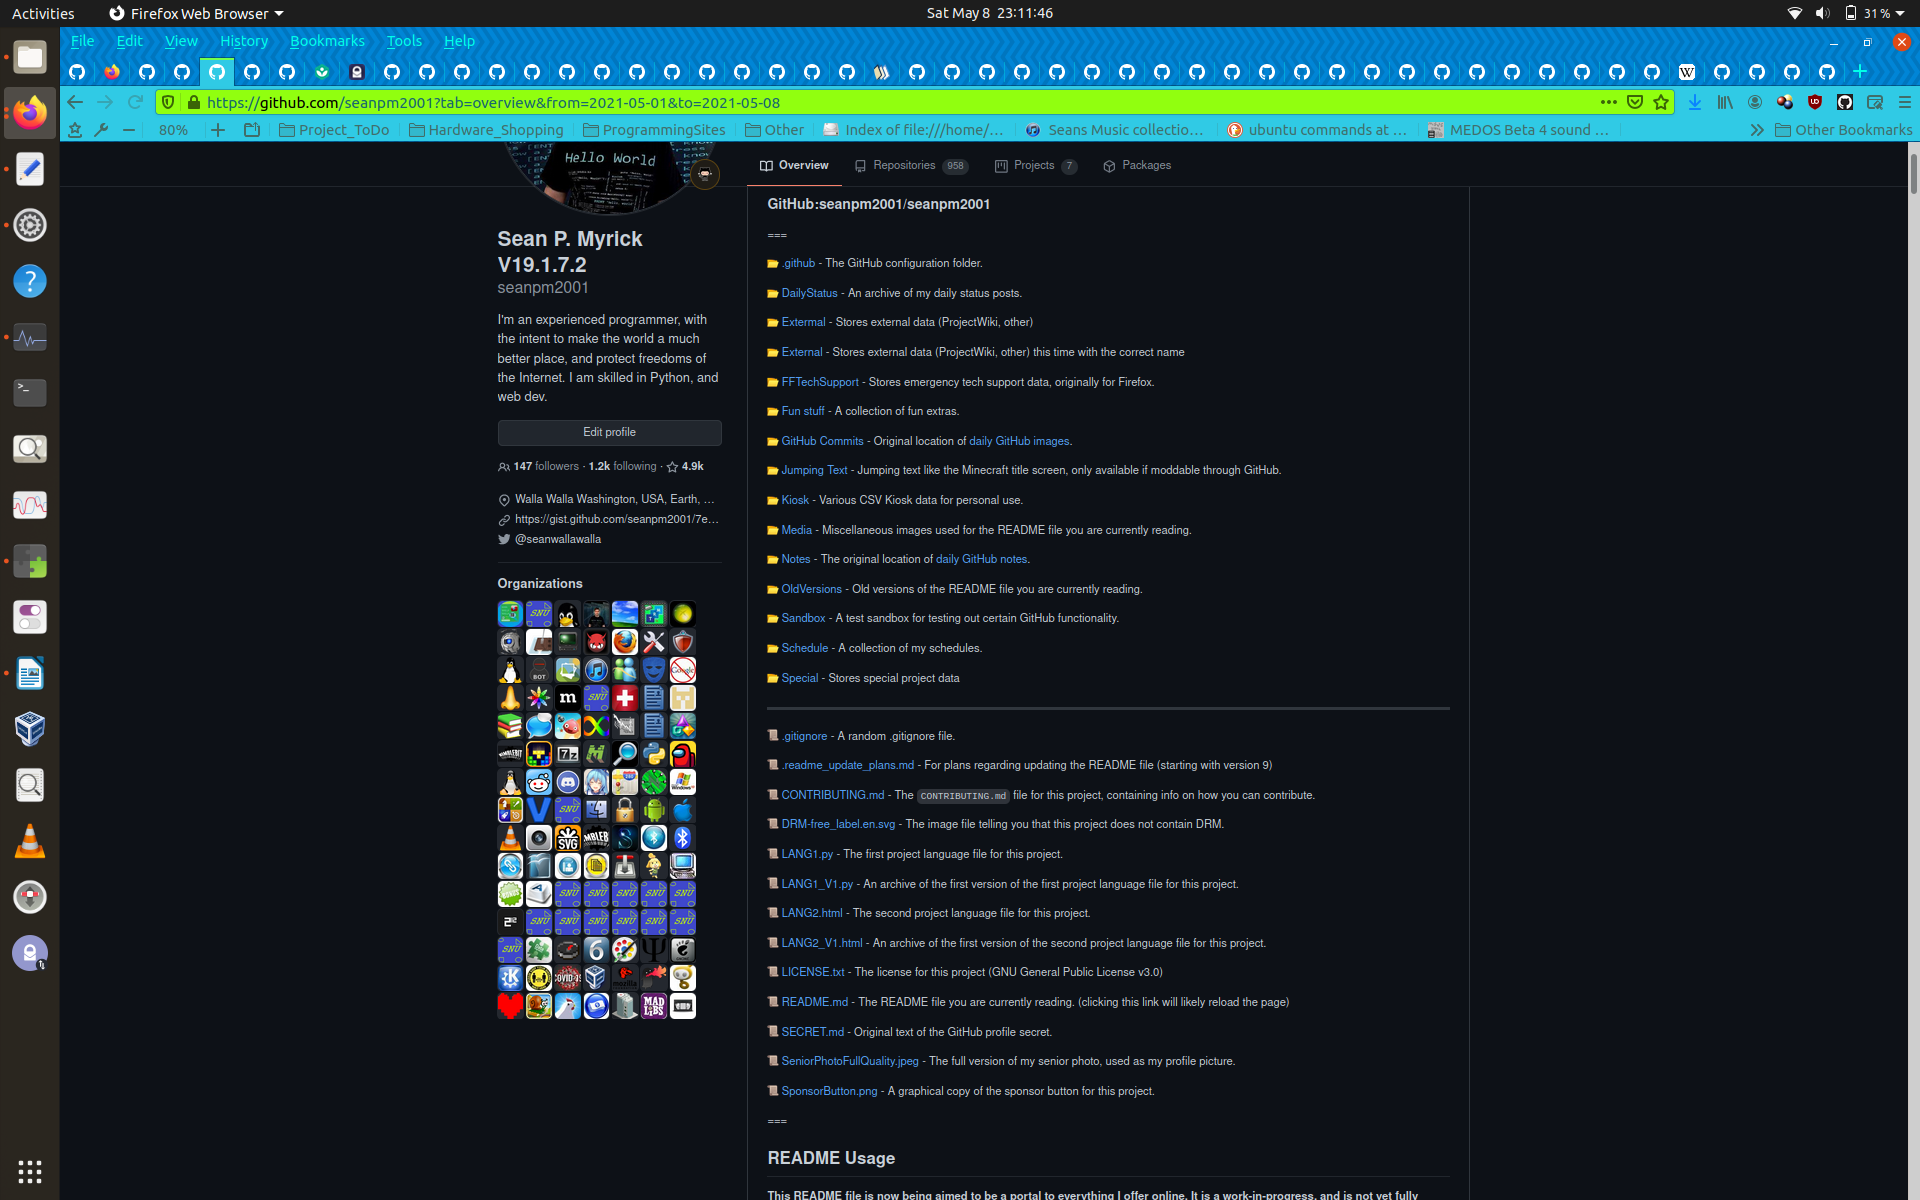 Activities
Firefox Web Browser
Sat May 8 23:11:46
31 %
File Edit View History Bookmarks Tools Help
https://github.com/seanpm2001?tab=overview&from=2021-05-01&to=2021-05-08
80%
Project_ToDo
Hardware_Shopping
ProgrammingSites
Other
Index of file:///home/...
Seans Music collectio...
ubuntu commands at ...
MEDOS Beta 4 sound ...
Other Bookmarks
Hello World
Overview
Repositories 958
Projects 7
Packages
Sean P. Myrick
V19.1.7.2
seanpm2001
I'm an experienced programmer, with
the intent to make the world a much
better place, and protect freedoms of
the Internet. I am skilled in Python, and
web dev.
Edit profile
147 followers · 1.2k following · 4.9k
Walla Walla Washington, USA, Earth, ...
https://gist.github.com/seanpm2001/7e...
@seanwallawalla
Organizations
GitHub:seanpm2001/seanpm2001
===
.github - The GitHub configuration folder.
DailyStatus - An archive of my daily status posts.
Extermal - Stores external data (ProjectWiki, other)
External - Stores external data (ProjectWiki, other) this time with the correct name
FFTechSupport - Stores emergency tech support data, originally for Firefox.
Fun stuff - A collection of fun extras.
GitHub Commits - Original location of daily GitHub images.
Jumping Text - Jumping text like the Minecraft title screen, only available if moddable through GitHub.
Kiosk - Various CSV Kiosk data for personal use.
Media - Miscellaneous images used for the README file you are currently reading.
Notes - The original location of daily GitHub notes.
OldVersions - Old versions of the README file you are currently reading.
Sandbox - A test sandbox for testing out certain GitHub functionality.
Schedule - A collection of my schedules.
Special - Stores special project data
.gitignore - A random .gitignore file.
.readme_update_plans.md - For plans regarding updating the README file (starting with version 9)
CONTRIBUTING.md - The CONTRIBUTING.md file for this project, containing info on how you can contribute.
DRM-free_label.en.svg - The image file telling you that this project does not contain DRM.
LANG1.py - The first project language file for this project.
LANG1_V1.py - An archive of the first version of the first project language file for this project.
LANG2.html - The second project language file for this project.
LANG2_V1.html - An archive of the first version of the second project language file for this project.
LICENSE.txt - The license for this project (GNU General Public License v3.0)
README.md - The README file you are currently reading. (clicking this link will likely reload the page)
SECRET.md - Original text of the GitHub profile secret.
SeniorPhotoFullQuality.jpeg - The full version of my senior photo, used as my profile picture.
SponsorButton.png - A graphical copy of the sponsor button for this project.
===
README Usage
This README file is now being aimed to be a portal to everything I offer online. It is a work-in-progress, and is not yet fully